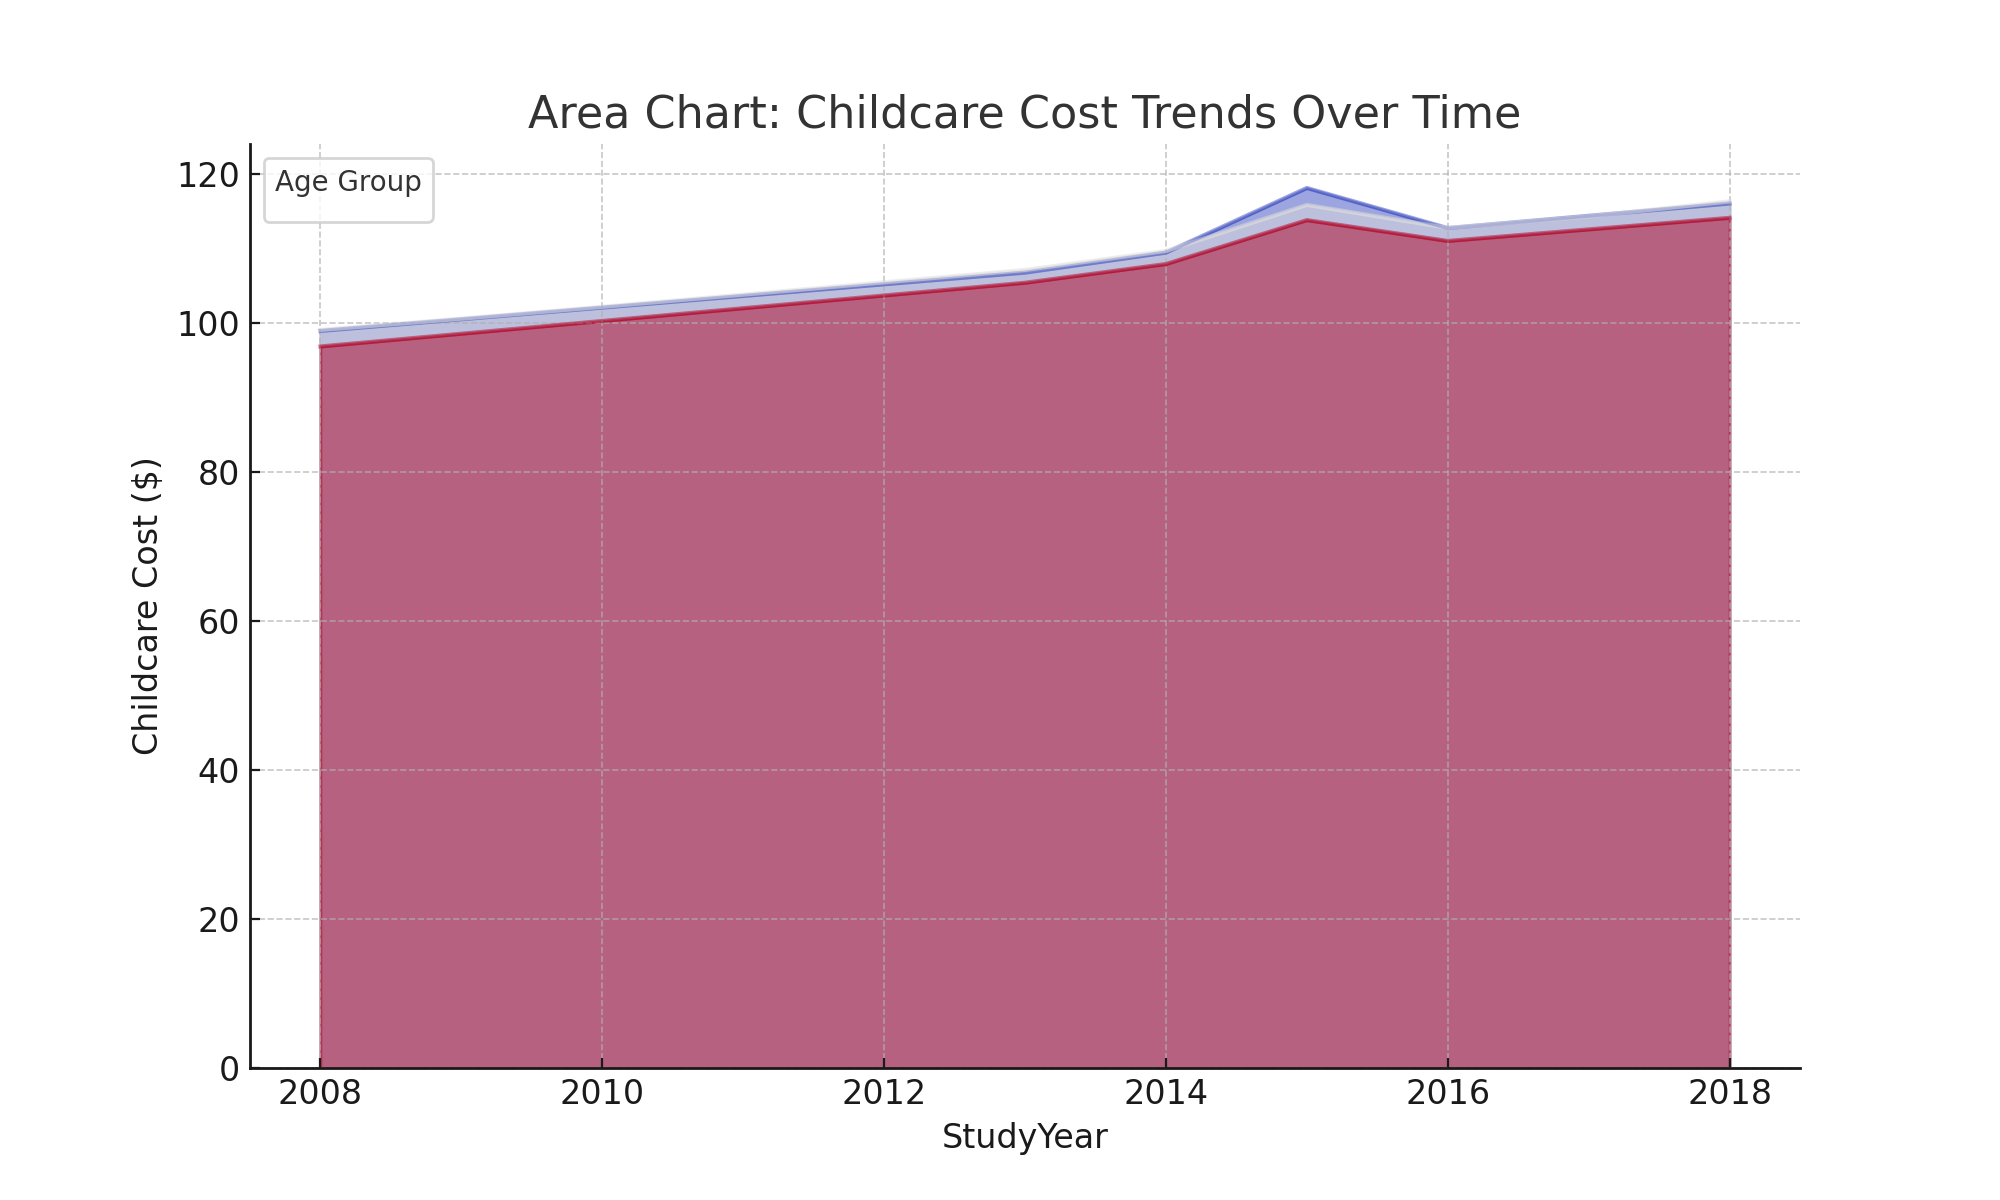 Area Chart: Childcare Cost Trends Over Time
Age Group
Childcare Cost ($)
120
100
80
60
40
20
0
2008 2010 2012 2014 2016 2018
StudyYear